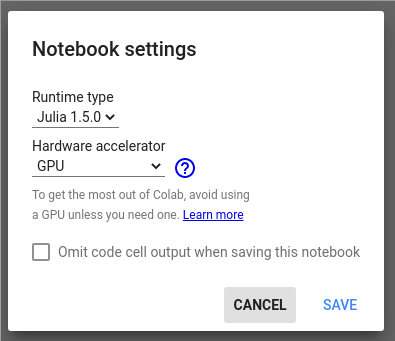 Notebook settings
Runtime type
Julia 1.5.0
Hardware accelerator
GPU
?
To get the most out of Colab, avoid using
a GPU unless you need one. Learn more
Omit code cell output when saving this notebook
CANCEL SAVE